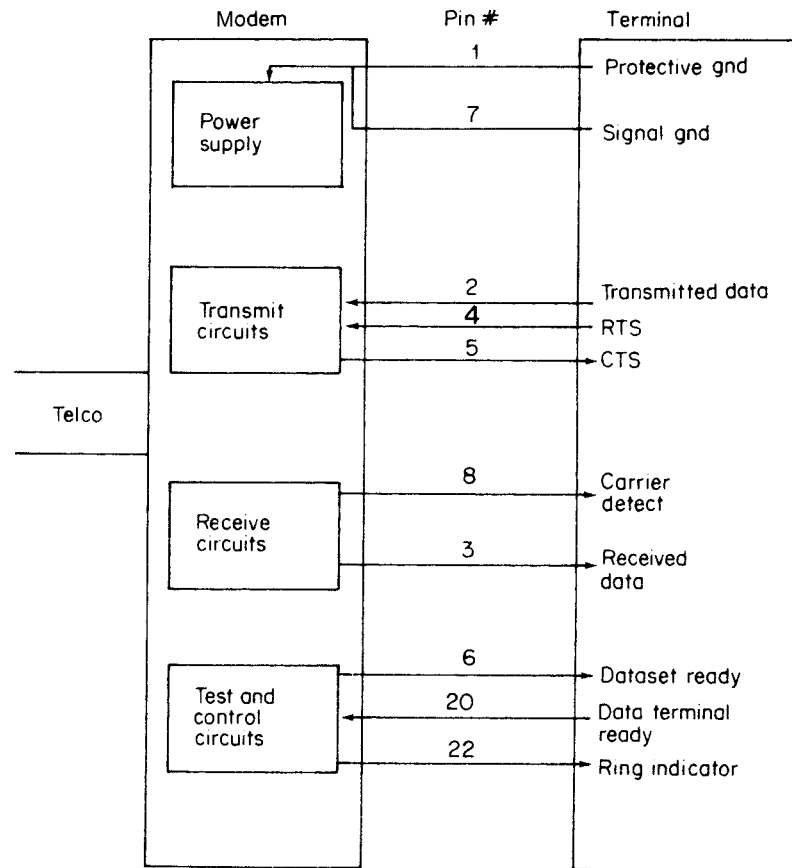 Modem Pin # Terminal
1 Protective gnd
Power
supply
7 Signal gnd
Transmit
circuits
2 Transmitted data
4 RTS
5 CTS
Telco
Receive
circuits
8 Carrier
detect
3 Received
data
Test and
control
circuits
6 Dataset ready
20 Data terminal
ready
22 Ring indicator